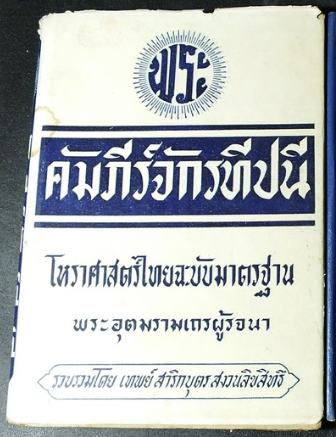 พระ
คัมภีร์จักรทีปนี
โหราศาสตร์ไทยฉะบับมาตรฐาน
พระอุดมรามเถรผู้รจนา
รวบรวมโดย เทพย์ สาริกบุตร สงวนลิขสิทธิ์